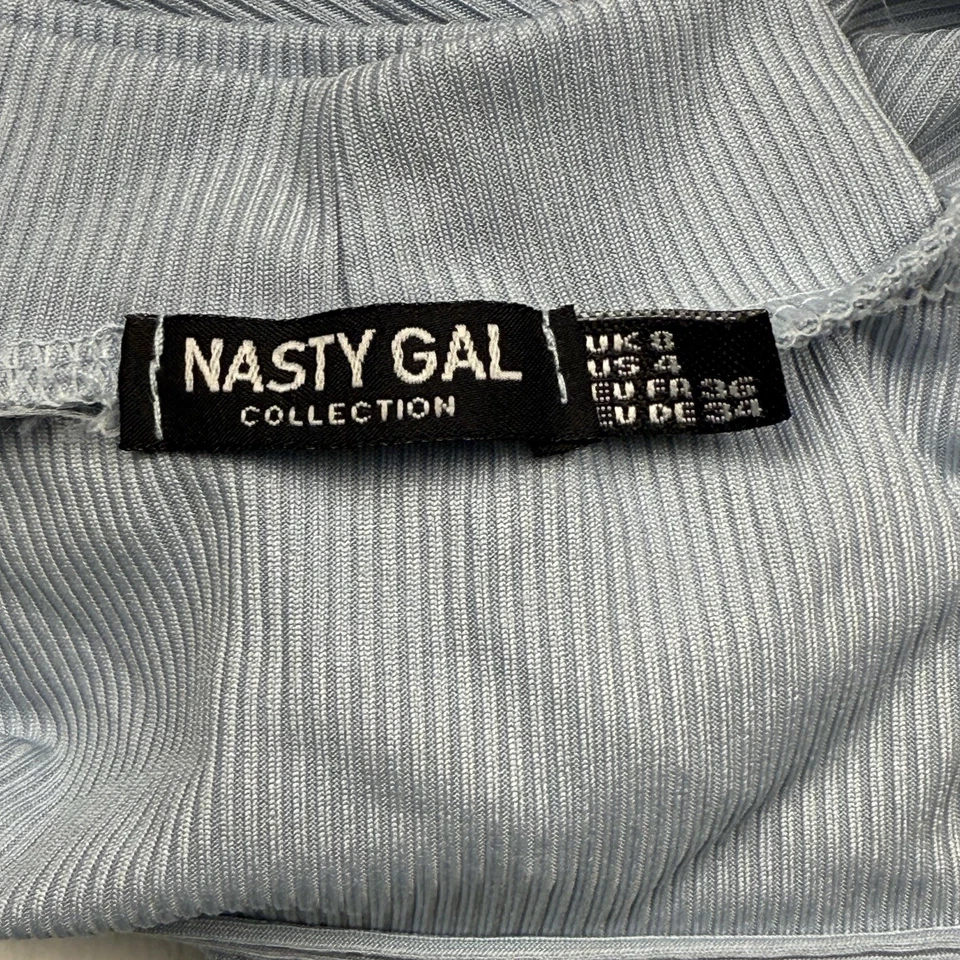 NASTY GAL
COLLECTION
UK 8
US 4
EU FR 36
EU DE 34